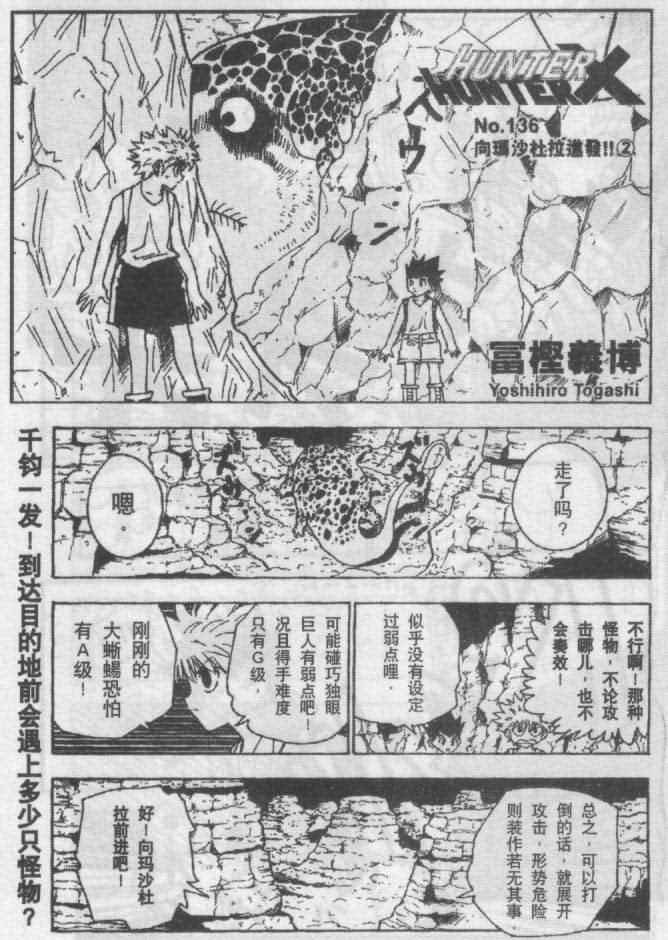 HUNTER
HUNTER X
No.136
向瑪沙杜拉進發!!②
冨樫義博
Yoshihiro Togashi
千钧一发！到达目的地前会遇上多少只怪物？
走了吗？
嗯。
不行啊！那种
怪物，不论攻
击哪儿，也不
会奏效！
似乎没有设定
过弱点哩．
可能碰巧独眼
巨人有弱点吧！
况且得手难度
只有G级．
刚刚的
大蜥蜴恐怕
有A级！
总之，可以打
倒的话，就展开
攻击，形势危险
则装作若无其事．
好！向玛沙杜
拉前进吧！